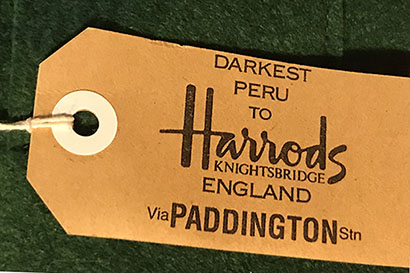 DARKEST
PERU
TO
Harrods
KNIGHTSBRIDGE
ENGLAND
Via PADDINGTON Stn